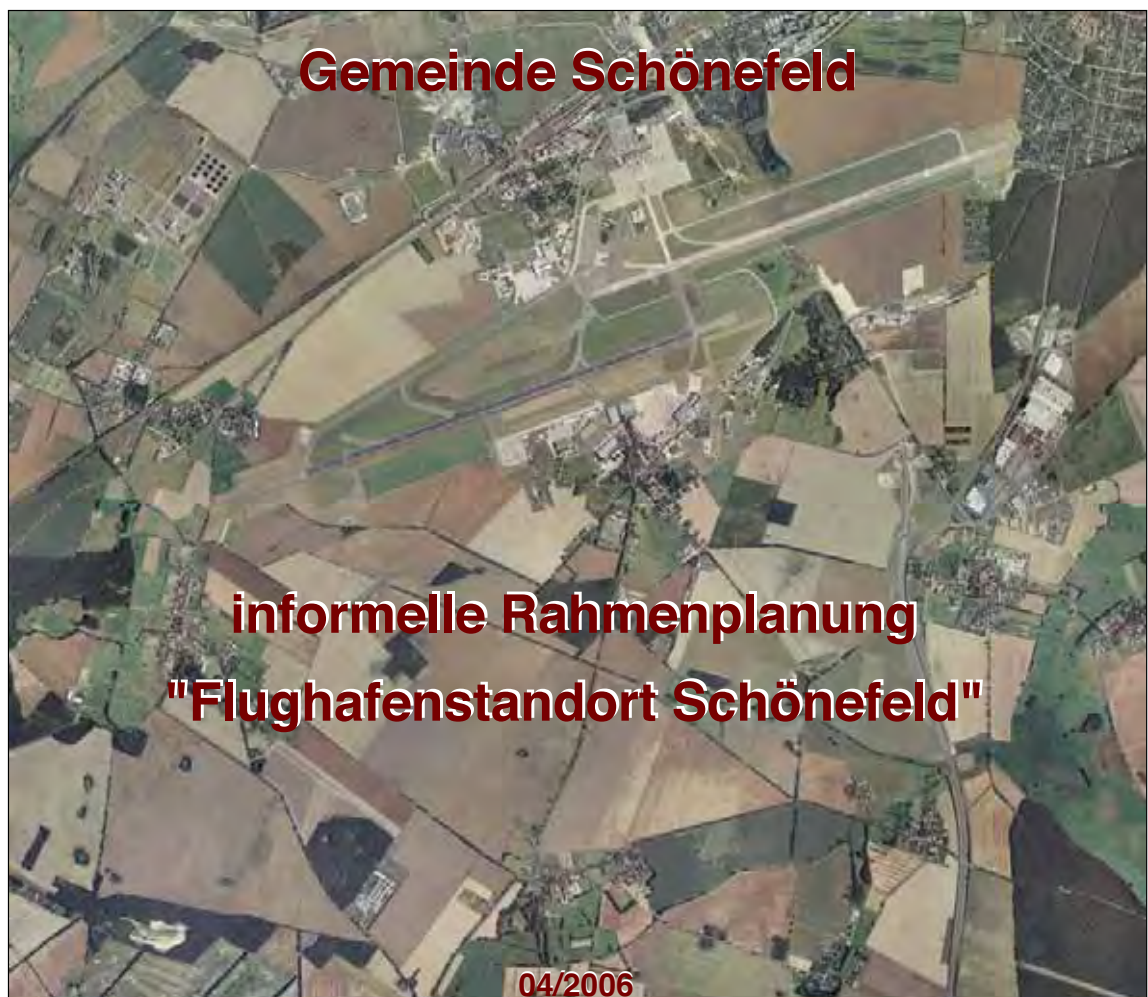 Gemeinde Schönefeld
informelle Rahmenplanung
"Flughafenstandort Schönefeld"
04/2006